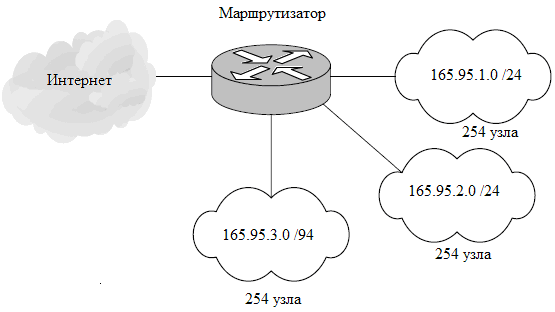 Маршрутизатор
Интернет
165.95.1.0 /24
254 узла
165.95.2.0 /24
254 узла
165.95.3.0 /94
254 узла